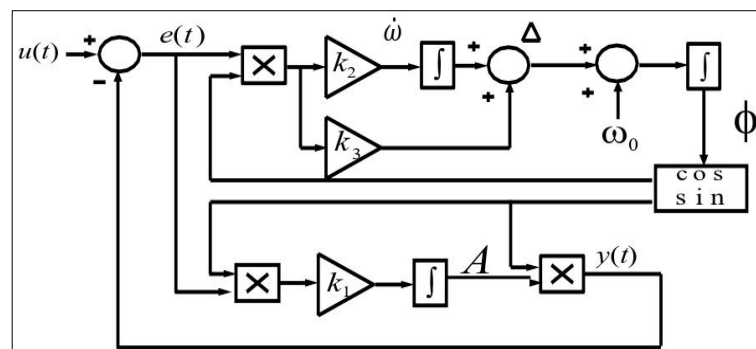 u(t) + e(t) k₂ ω̇ ∫ + Δ + ∫
− × + + ϕ
k₃ ω₀
cos
sin
× k₁ ∫ A × y(t)